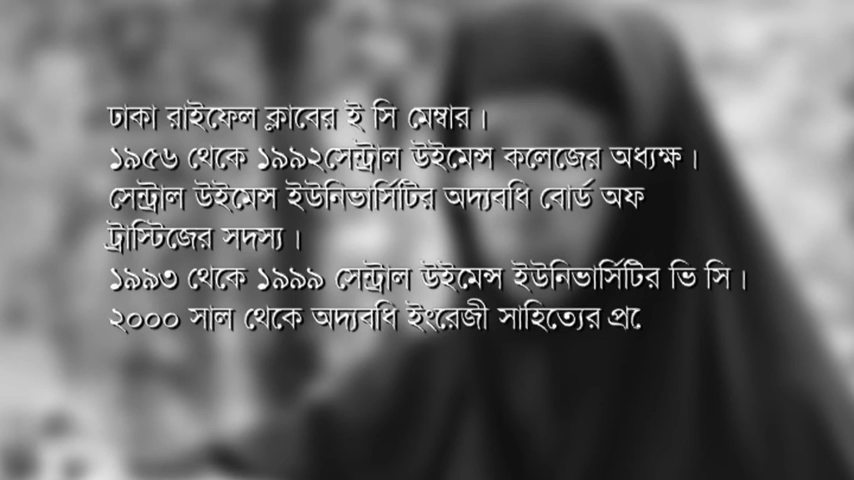 ঢাকা রাইফেল ক্লাবের ই সি মেম্বার।
১৯৫৬ থেকে ১৯৯২সেন্ট্রাল উইমেন্স কলেজের অধ্যক্ষ।
সেন্ট্রাল উইমেন্স ইউনিভার্সিটির অদ্যবধি বোর্ড অফ
ট্রাস্টিজের সদস্য।
১৯৯৩ থেকে ১৯৯৯ সেন্ট্রাল উইমেন্স ইউনিভার্সিটির ভি সি।
২০০০ সাল থেকে অদ্যবধি ইংরেজী সাহিত্যের প্রে